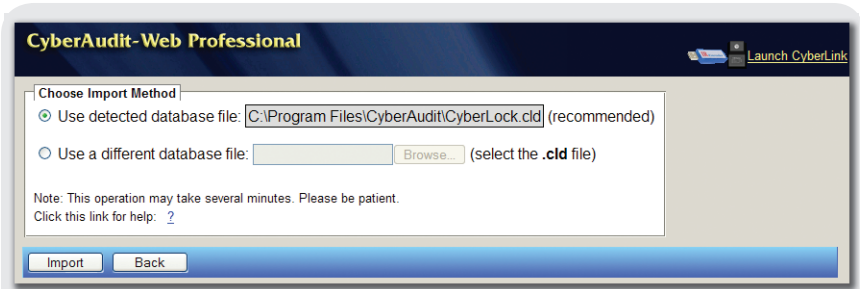 CyberAudit-Web Professional
Launch CyberLink
Choose Import Method
Use detected database file: C:\Program Files\CyberAudit\CyberLock.cld (recommended)
Use a different database file: Browse... (select the .cld file)
Note: This operation may take several minutes. Please be patient.
Click this link for help: ?
Import Back